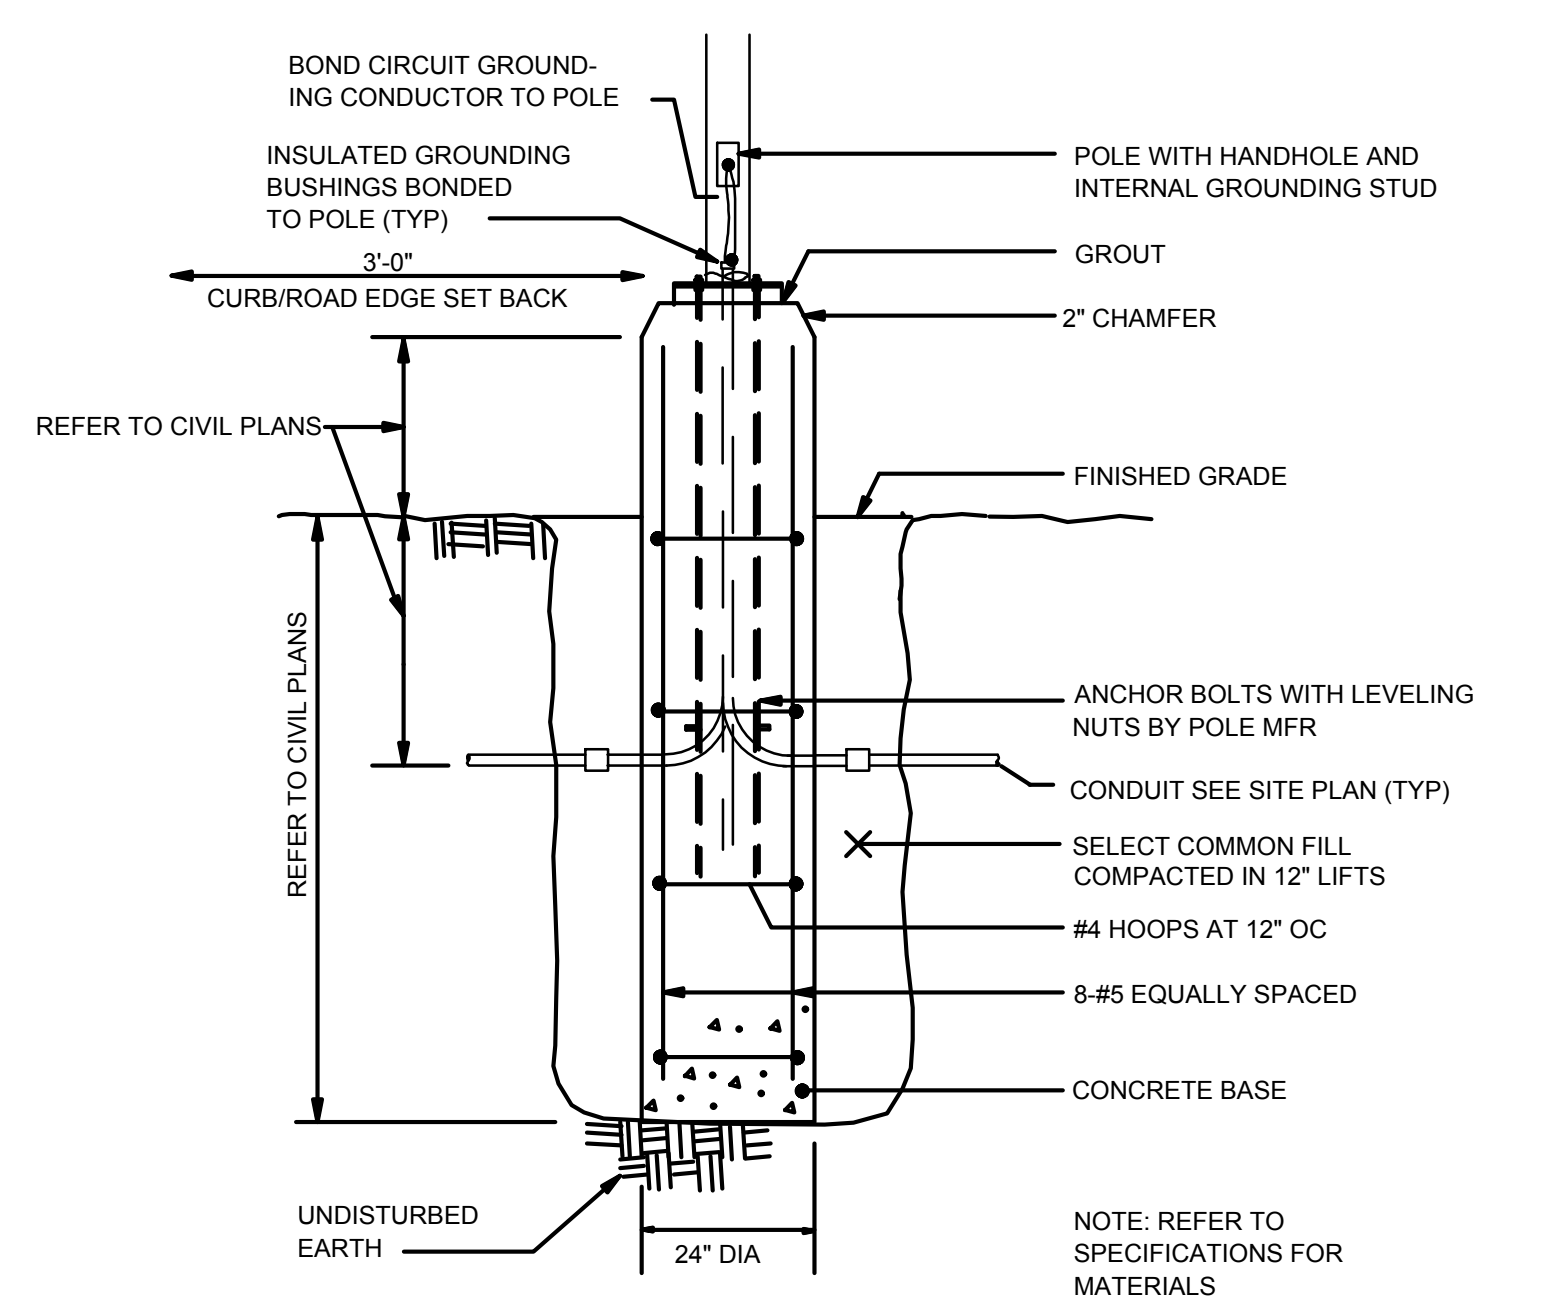 BOND CIRCUIT GROUND-
ING CONDUCTOR TO POLE
INSULATED GROUNDING
BUSHINGS BONDED
TO POLE (TYP)
3'-0"
CURB/ROAD EDGE SET BACK
REFER TO CIVIL PLANS
REFER TO CIVIL PLANS
UNDISTURBED
EARTH
24" DIA
POLE WITH HANDHOLE AND
INTERNAL GROUNDING STUD
GROUT
2" CHAMFER
FINISHED GRADE
ANCHOR BOLTS WITH LEVELING
NUTS BY POLE MFR
CONDUIT SEE SITE PLAN (TYP)
SELECT COMMON FILL
COMPACTED IN 12" LIFTS
#4 HOOPS AT 12" OC
8-#5 EQUALLY SPACED
CONCRETE BASE
NOTE: REFER TO
SPECIFICATIONS FOR
MATERIALS